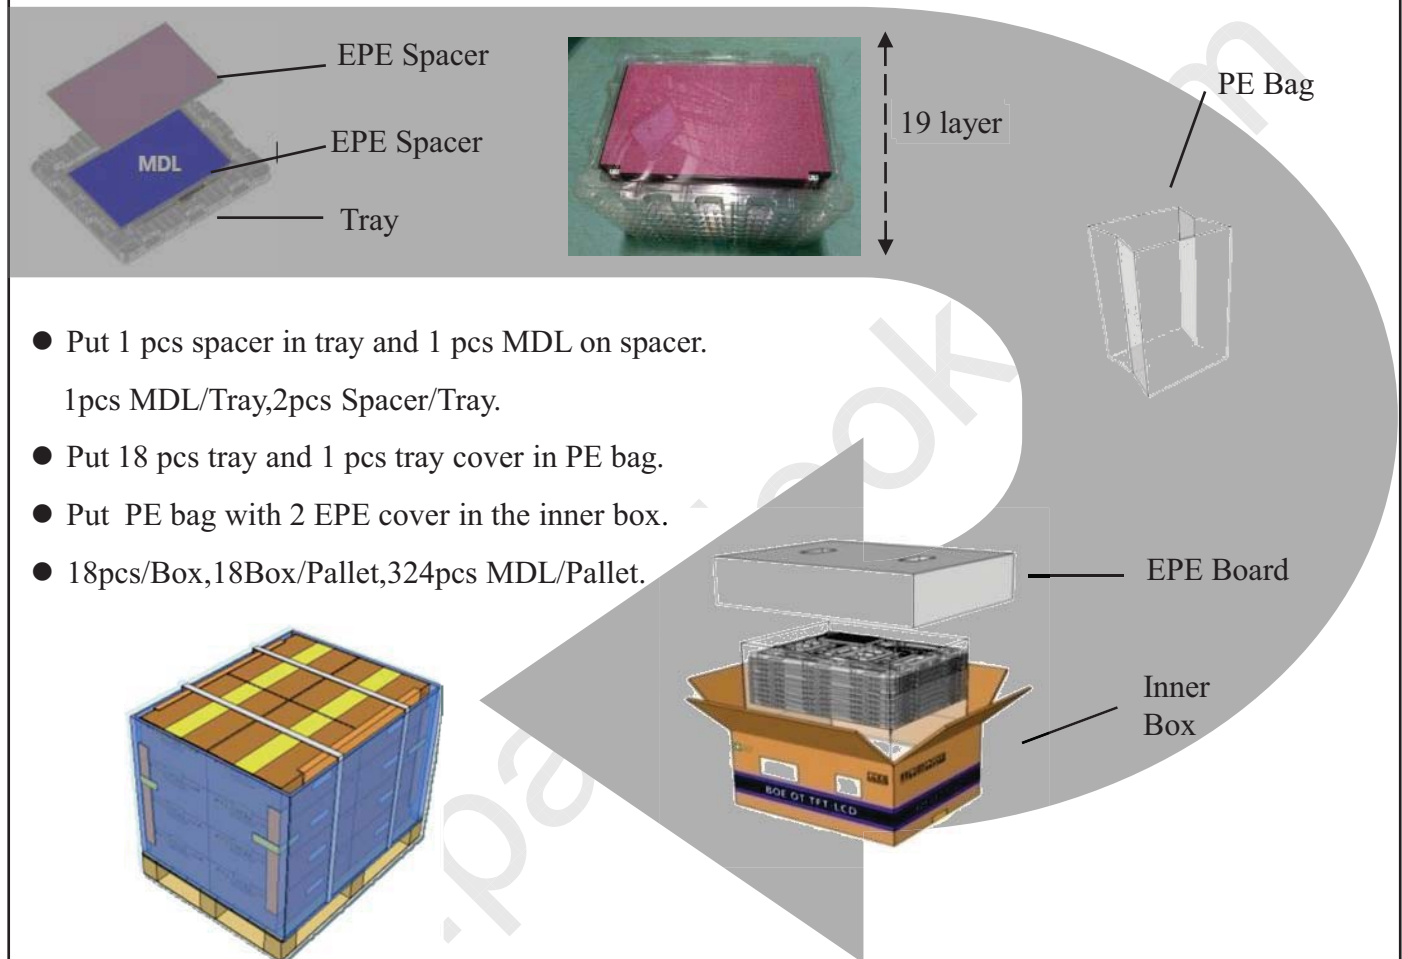 EPE Spacer
EPE Spacer
MDL
Tray
19 layer
PE Bag
● Put 1 pcs spacer in tray and 1 pcs MDL on spacer.
1pcs MDL/Tray,2pcs Spacer/Tray.
● Put 18 pcs tray and 1 pcs tray cover in PE bag.
● Put PE bag with 2 EPE cover in the inner box.
● 18pcs/Box,18Box/Pallet,324pcs MDL/Pallet.
EPE Board
Inner
Box
BOE OT TFT-LCD